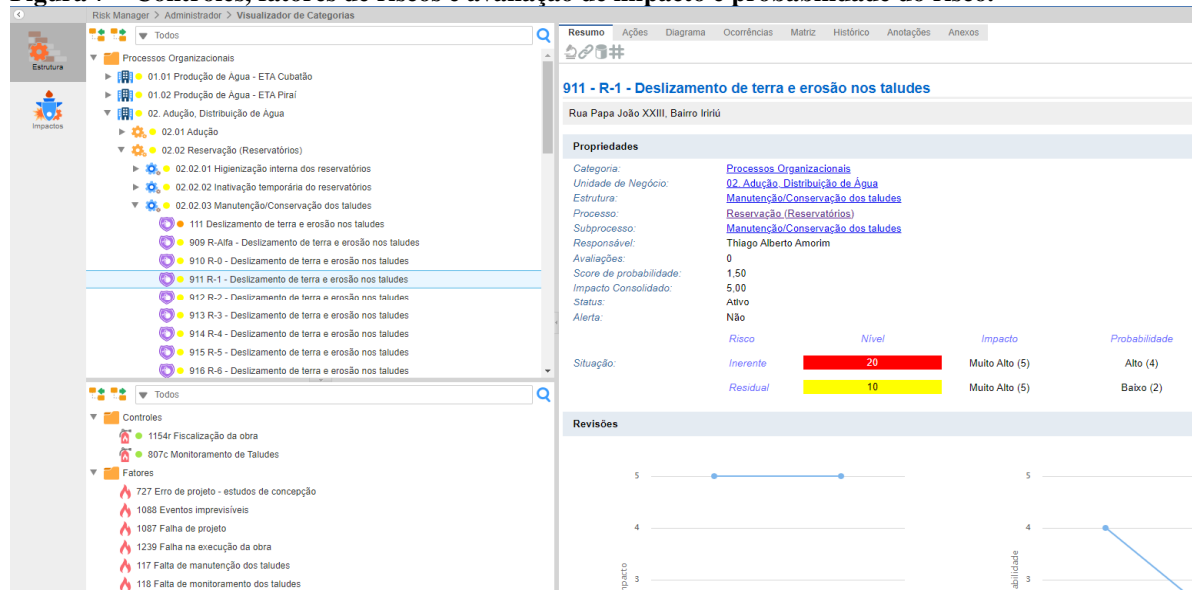 Figura 7 – Controles, fatores de riscos e avaliação de impacto e probabilidade do risco.
Risk Manager > Administrador > Visualizador de Categorias
Estrutura
Impactos
Todos
Processos Organizacionais
01.01 Produção de Água - ETA Cubatão
01.02 Produção de Água - ETA Piraí
02. Adução, Distribuição de Água
02.01 Adução
02.02 Reservação (Reservatórios)
02.02.01 Higienização interna dos reservatórios
02.02.02 Inativação temporária do reservatórios
02.02.03 Manutenção/Conservação dos taludes
111 Deslizamento de terra e erosão nos taludes
909 R-Alfa - Deslizamento de terra e erosão nos taludes
910 R-0 - Deslizamento de terra e erosão nos taludes
911 R-1 - Deslizamento de terra e erosão nos taludes
912 R-2 - Deslizamento de terra e erosão nos taludes
913 R-3 - Deslizamento de terra e erosão nos taludes
914 R-4 - Deslizamento de terra e erosão nos taludes
915 R-5 - Deslizamento de terra e erosão nos taludes
916 R-6 - Deslizamento de terra e erosão nos taludes
Todos
Controles
1154r Fiscalização da obra
807c Monitoramento de Taludes
Fatores
727 Erro de projeto - estudos de concepção
1088 Eventos imprevisíveis
1087 Falha de projeto
1239 Falha na execução da obra
117 Falta de manutenção dos taludes
118 Falta de monitoramento dos taludes
Resumo Ações Diagrama Ocorrências Matriz Histórico Anotações Anexos
911 - R-1 - Deslizamento de terra e erosão nos taludes
Rua Papa João XXIII, Bairro Iririú
Propriedades
Categoria: Processos Organizacionais
Unidade de Negócio: 02. Adução, Distribuição de Água
Estrutura: Manutenção/Conservação dos taludes
Processo: Reservação (Reservatórios)
Subprocesso: Manutenção/Conservação dos taludes
Responsável: Thiago Alberto Amorim
Avaliações: 0
Score de probabilidade: 1,50
Impacto Consolidado: 5,00
Status: Ativo
Alerta: Não
Risco Nível Impacto Probabilidade
Situação: Inerente 20 Muito Alto (5) Alto (4)
Residual 10 Muito Alto (5) Baixo (2)
Revisões
5 5
4 4
3 3